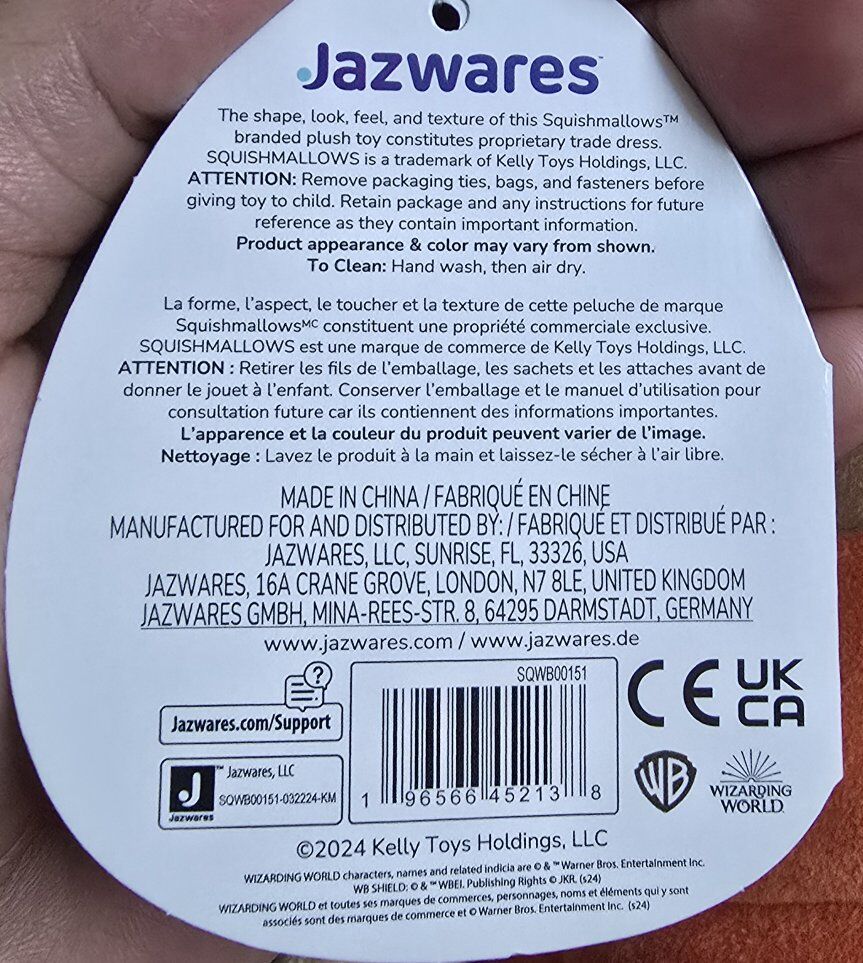 Jazwares™
The shape, look, feel, and texture of this Squishmallows™
branded plush toy constitutes proprietary trade dress.
SQUISHMALLOWS is a trademark of Kelly Toys Holdings, LLC.
ATTENTION: Remove packaging ties, bags, and fasteners before
giving toy to child. Retain package and any instructions for future
reference as they contain important information.
Product appearance & color may vary from shown.
To Clean: Hand wash, then air dry.
La forme, l'aspect, le toucher et la texture de cette peluche de marque
Squishmallowsᴹᶜ constituent une propriété commerciale exclusive.
SQUISHMALLOWS est une marque de commerce de Kelly Toys Holdings, LLC.
ATTENTION : Retirer les fils de l'emballage, les sachets et les attaches avant de
donner le jouet à l'enfant. Conserver l'emballage et le manuel d'utilisation pour
consultation future car ils contiennent des informations importantes.
L'apparence et la couleur du produit peuvent varier de l'image.
Nettoyage : Lavez le produit à la main et laissez-le sécher à l'air libre.
MADE IN CHINA / FABRIQUÉ EN CHINE
MANUFACTURED FOR AND DISTRIBUTED BY: / FABRIQUÉ ET DISTRIBUÉ PAR :
JAZWARES, LLC, SUNRISE, FL, 33326, USA
JAZWARES, 16A CRANE GROVE, LONDON, N7 8LE, UNITED KINGDOM
JAZWARES GMBH, MINA-REES-STR. 8, 64295 DARMSTADT, GERMANY
www.jazwares.com / www.jazwares.de
?
Jazwares.com/Support
J
Jazwares
™ Jazwares, LLC
SQWB00151-032224-KM
SQWB00151
1 96566 45213 8
CE
UK
CA
WB
WIZARDING
WORLD
©2024 Kelly Toys Holdings, LLC
WIZARDING WORLD characters, names and related indicia are © & ™ Warner Bros. Entertainment Inc.
WB SHIELD: © & ™ WBEI. Publishing Rights © JKR. (s24)
WIZARDING WORLD et toutes ses marques de commerces, personnages, noms et éléments qui y sont
associés sont des marques de commerce et © Warner Bros. Entertainment Inc. (s24)